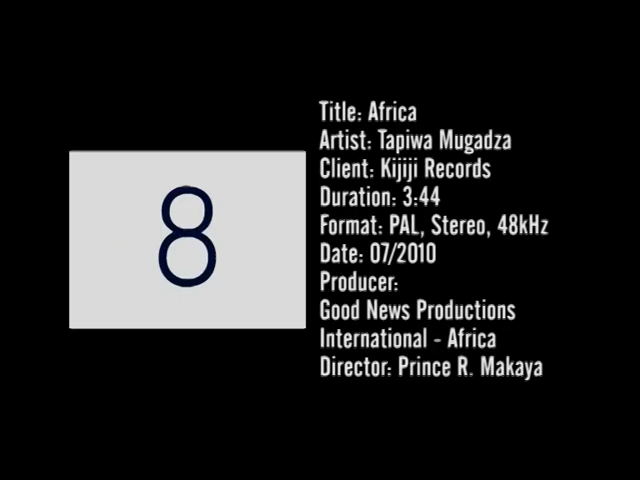 8
Title: Africa
Artist: Tapiwa Mugadza
Client: Kijiji Records
Duration: 3:44
Format: PAL, Stereo, 48kHz
Date: 07/2010
Producer:
Good News Productions
International - Africa
Director: Prince R. Makaya